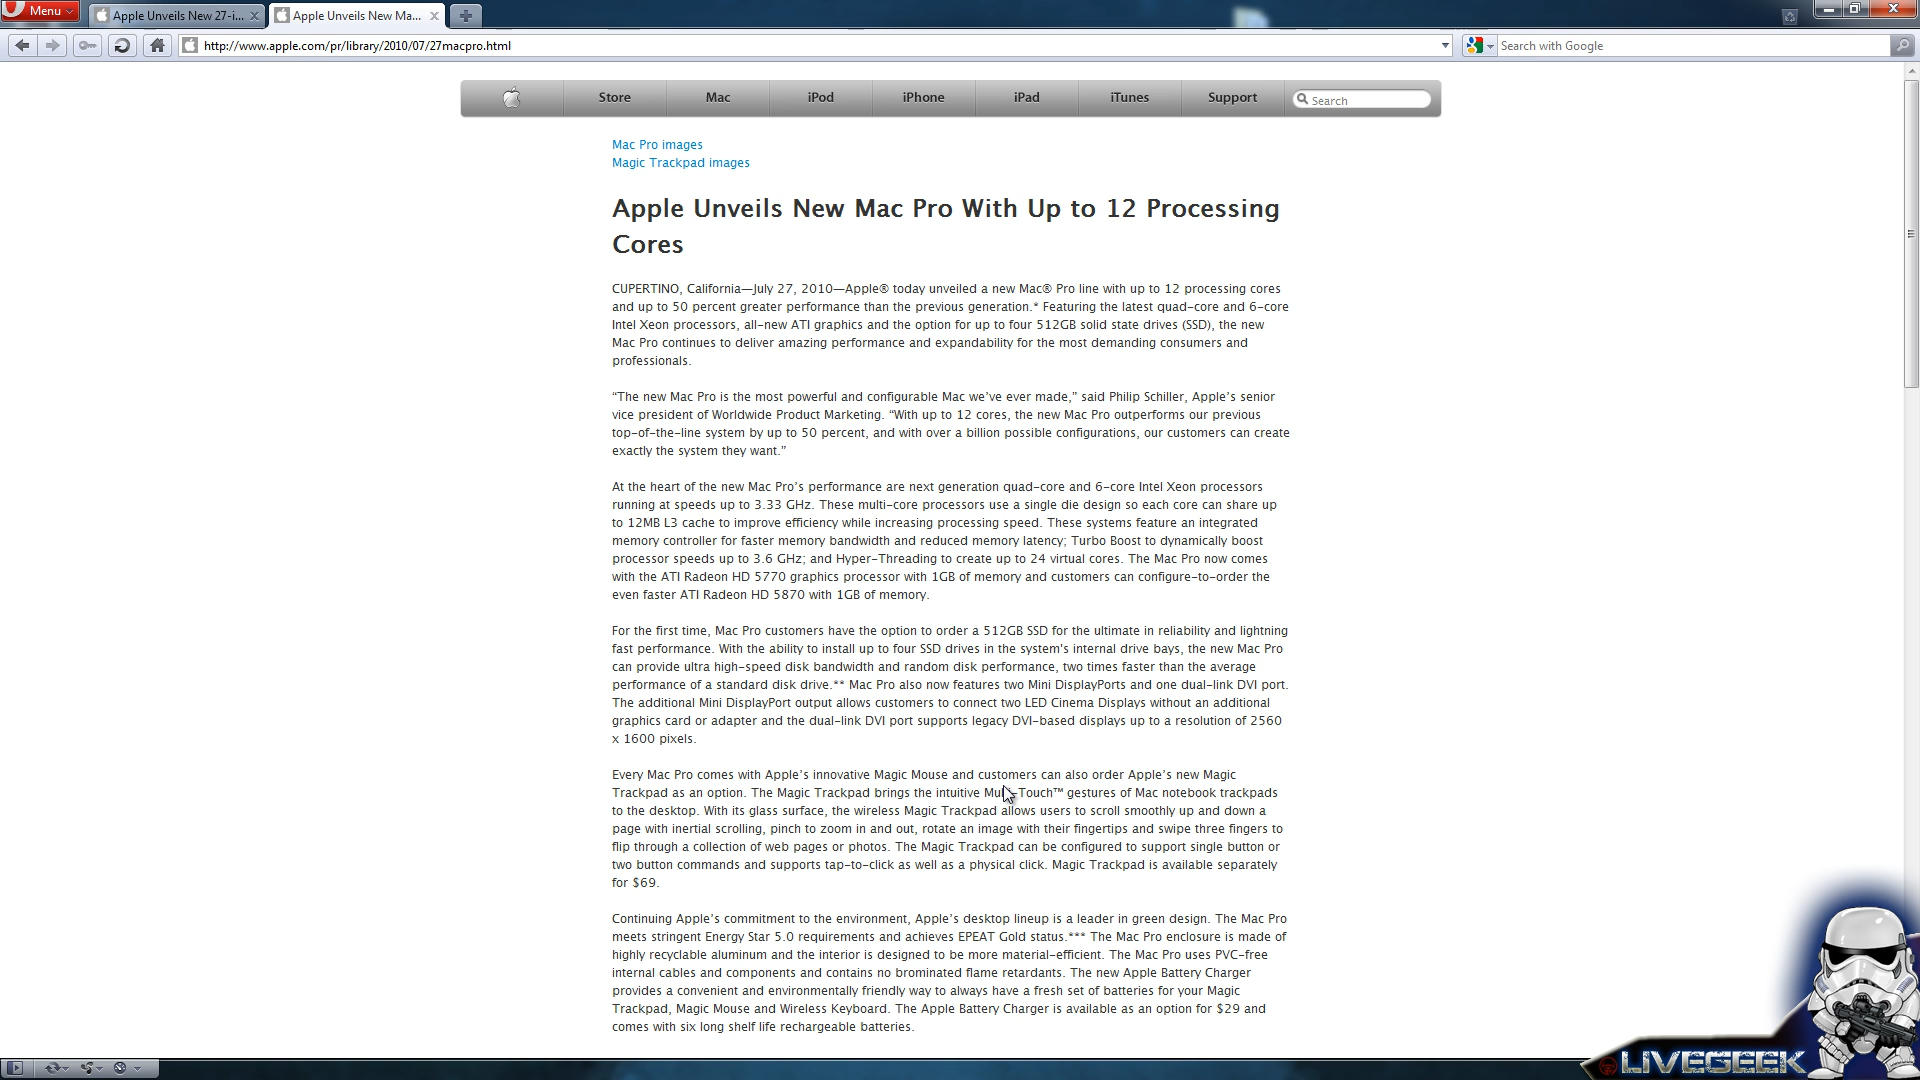 Menu
Apple Unveils New 27-i...
Apple Unveils New Ma...
http://www.apple.com/pr/library/2010/07/27macpro.html
Search with Google
Store
Mac
iPod
iPhone
iPad
iTunes
Support
Search
Mac Pro images
Magic Trackpad images
Apple Unveils New Mac Pro With Up to 12 Processing
Cores
CUPERTINO, California—July 27, 2010—Apple® today unveiled a new Mac® Pro line with up to 12 processing cores
and up to 50 percent greater performance than the previous generation.* Featuring the latest quad-core and 6-core
Intel Xeon processors, all-new ATI graphics and the option for up to four 512GB solid state drives (SSD), the new
Mac Pro continues to deliver amazing performance and expandability for the most demanding consumers and
professionals.
“The new Mac Pro is the most powerful and configurable Mac we’ve ever made,” said Philip Schiller, Apple’s senior
vice president of Worldwide Product Marketing. “With up to 12 cores, the new Mac Pro outperforms our previous
top-of-the-line system by up to 50 percent, and with over a billion possible configurations, our customers can create
exactly the system they want.”
At the heart of the new Mac Pro’s performance are next generation quad-core and 6-core Intel Xeon processors
running at speeds up to 3.33 GHz. These multi-core processors use a single die design so each core can share up
to 12MB L3 cache to improve efficiency while increasing processing speed. These systems feature an integrated
memory controller for faster memory bandwidth and reduced memory latency; Turbo Boost to dynamically boost
processor speeds up to 3.6 GHz; and Hyper-Threading to create up to 24 virtual cores. The Mac Pro now comes
with the ATI Radeon HD 5770 graphics processor with 1GB of memory and customers can configure-to-order the
even faster ATI Radeon HD 5870 with 1GB of memory.
For the first time, Mac Pro customers have the option to order a 512GB SSD for the ultimate in reliability and lightning
fast performance. With the ability to install up to four SSD drives in the system's internal drive bays, the new Mac Pro
can provide ultra high-speed disk bandwidth and random disk performance, two times faster than the average
performance of a standard disk drive.** Mac Pro also now features two Mini DisplayPorts and one dual-link DVI port.
The additional Mini DisplayPort output allows customers to connect two LED Cinema Displays without an additional
graphics card or adapter and the dual-link DVI port supports legacy DVI-based displays up to a resolution of 2560
x 1600 pixels.
Every Mac Pro comes with Apple’s innovative Magic Mouse and customers can also order Apple’s new Magic
Trackpad as an option. The Magic Trackpad brings the intuitive Multi-Touch™ gestures of Mac notebook trackpads
to the desktop. With its glass surface, the wireless Magic Trackpad allows users to scroll smoothly up and down a
page with inertial scrolling, pinch to zoom in and out, rotate an image with their fingertips and swipe three fingers to
flip through a collection of web pages or photos. The Magic Trackpad can be configured to support single button or
two button commands and supports tap-to-click as well as a physical click. Magic Trackpad is available separately
for $69.
Continuing Apple’s commitment to the environment, Apple’s desktop lineup is a leader in green design. The Mac Pro
meets stringent Energy Star 5.0 requirements and achieves EPEAT Gold status.*** The Mac Pro enclosure is made of
highly recyclable aluminum and the interior is designed to be more material-efficient. The Mac Pro uses PVC-free
internal cables and components and contains no brominated flame retardants. The new Apple Battery Charger
provides a convenient and environmentally friendly way to always have a fresh set of batteries for your Magic
Trackpad, Magic Mouse and Wireless Keyboard. The Apple Battery Charger is available as an option for $29 and
comes with six long shelf life rechargeable batteries.
LIVEGEEK